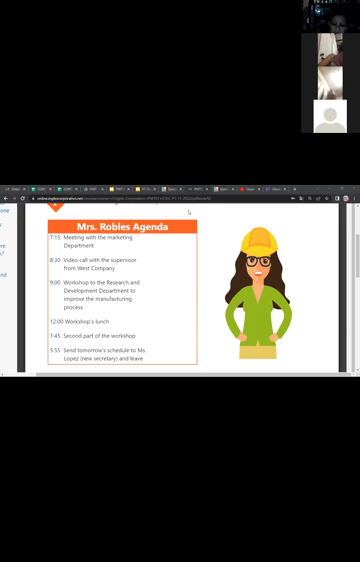 Mrs. Robles Agenda
7:15 Meeting with the marketing
Department
8:30 Video call with the supervisor
from West Company
9:00 Workshop to the Research and
Development Department to
improve the manufacturing
process.
12:00 Workshop's lunch
1:45 Second part of the workshop
5:55 Send tomorrow's schedule to Ms.
Lopez (new secretary) and leave